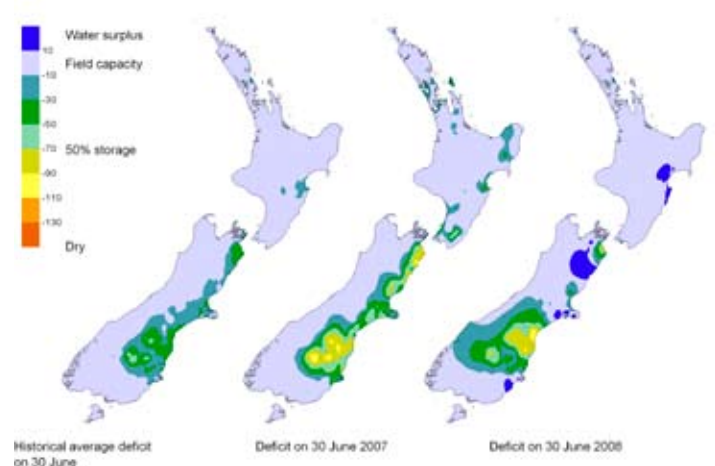 Water surplus
10
Field capacity
-10
-30
50% storage
-70
-90
-110
-130
Dry
Historical average deficit
on 30 June
Deficit on 30 June 2007
Deficit on 30 June 2008